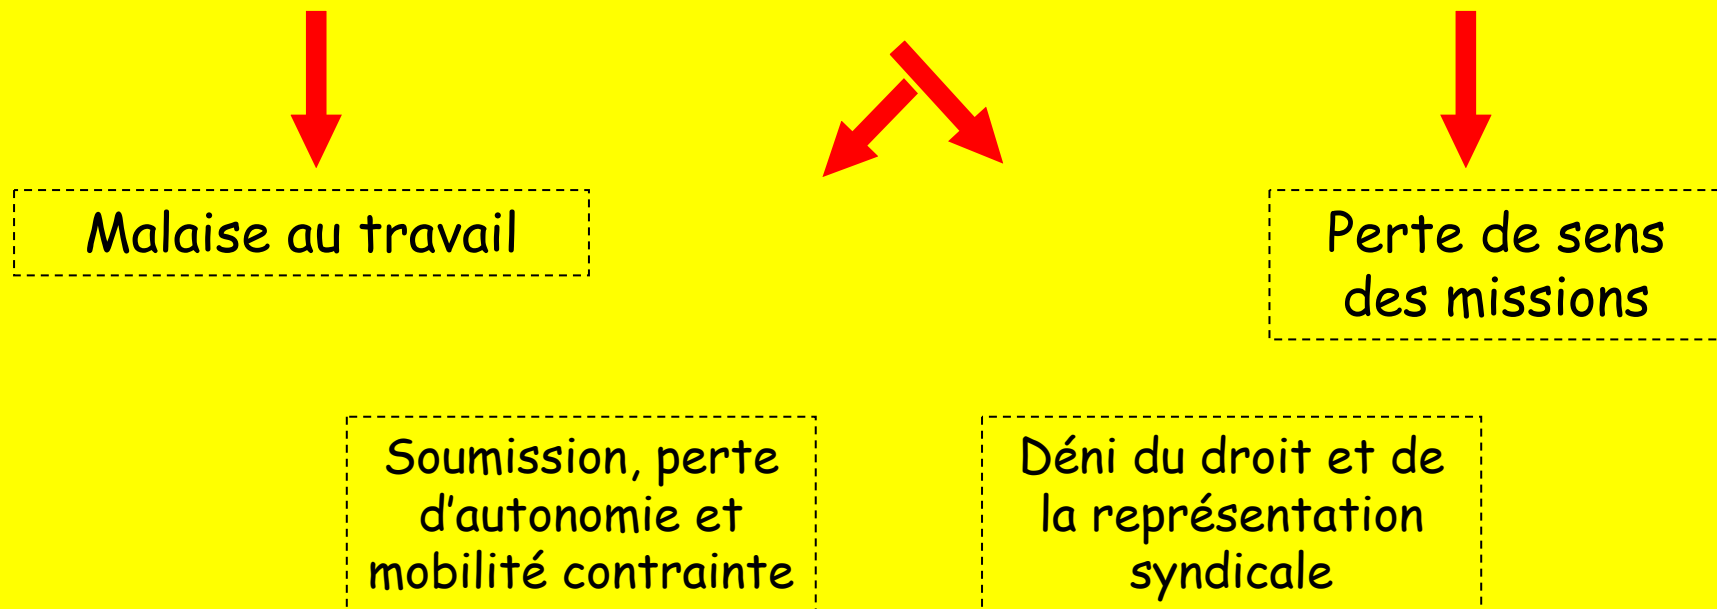 Malaise au travail
Perte de sens
des missions
Soumission, perte
d’autonomie et
mobilité contrainte
Déni du droit et de
la représentation
syndicale